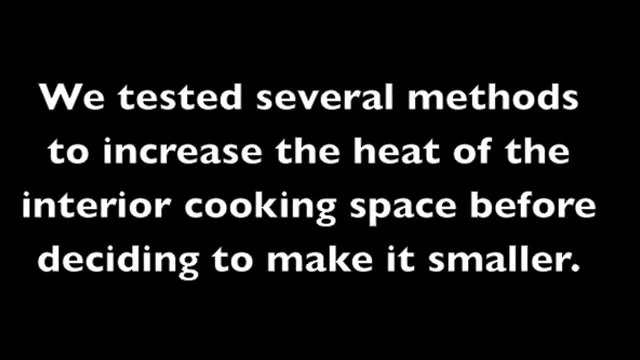 We tested several methods
to increase the heat of the
interior cooking space before
deciding to make it smaller.